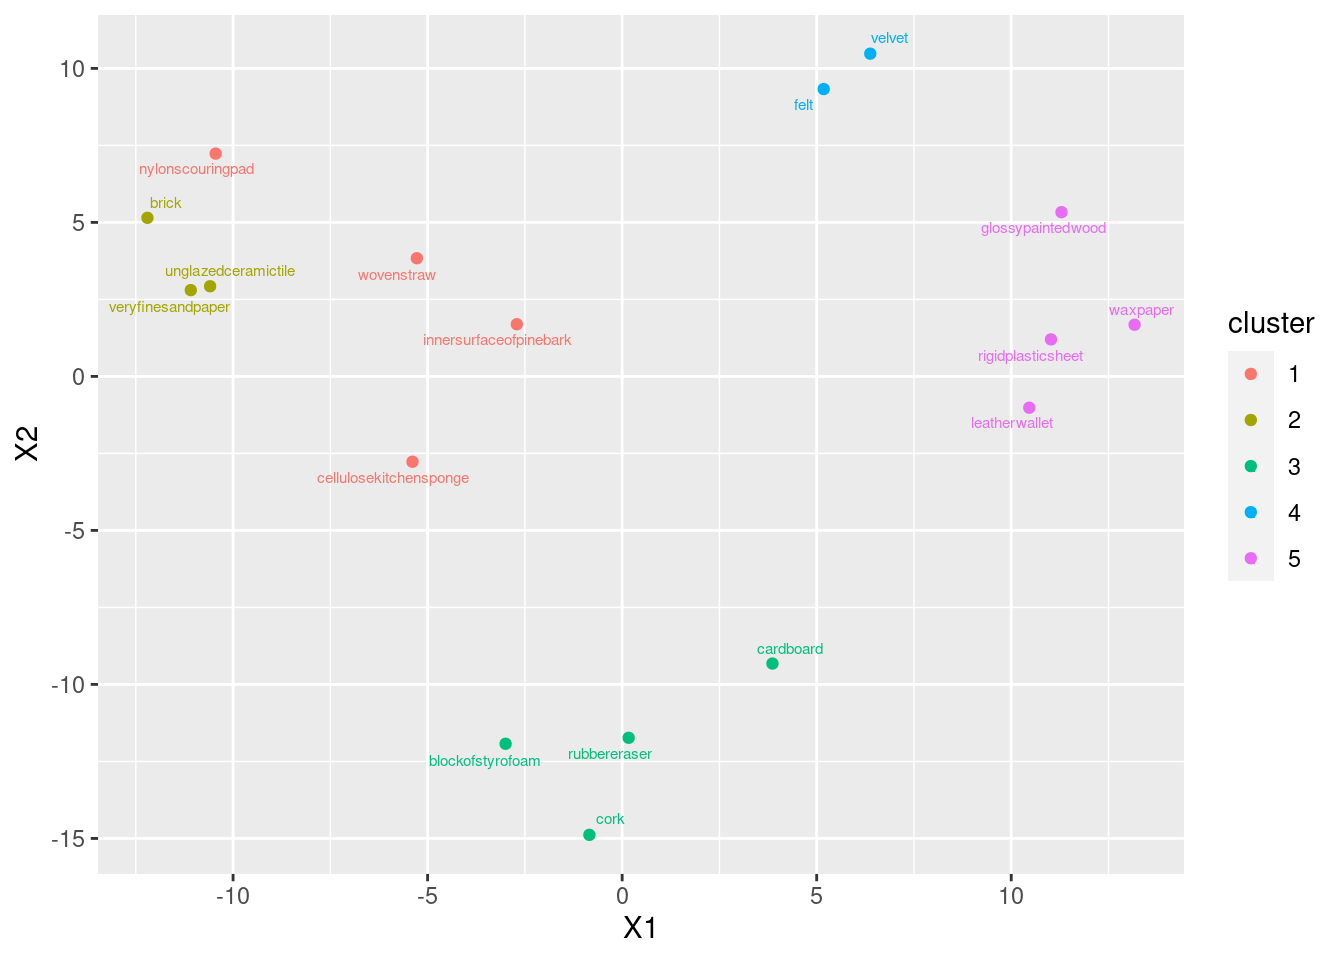 velvet
10
felt
nylonscouringpad
brick
5
glossypaintedwood
unglazedceramictile
wovenstraw
veryfinesandpaper
waxpaper
innersurfaceofpinebark
rigidplasticsheet
0
leatherwallet
cellulosekitchensponge
-5
cardboard
-10
blockofstyrofoam
rubbereraser
cork
-15
-10
-5
0
5
10
X1
X2
cluster
1
2
3
4
5